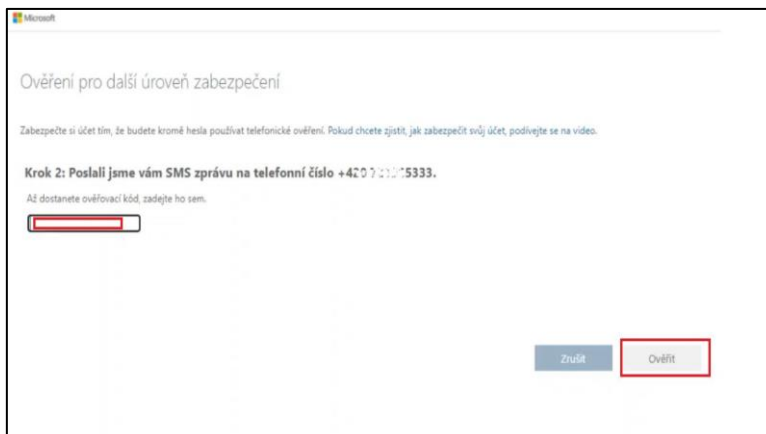 Microsoft
Ověření pro další úroveň zabezpečení
Zabezpečte si účet tím, že budete kromě hesla používat telefonické ověření. Pokud chcete zjistit, jak zabezpečit svůj účet, podívejte se na video.
Krok 2: Poslali jsme vám SMS zprávu na telefonní číslo +420 5333.
Až dostanete ověřovací kód, zadejte ho sem.
Zrušit Ověřit